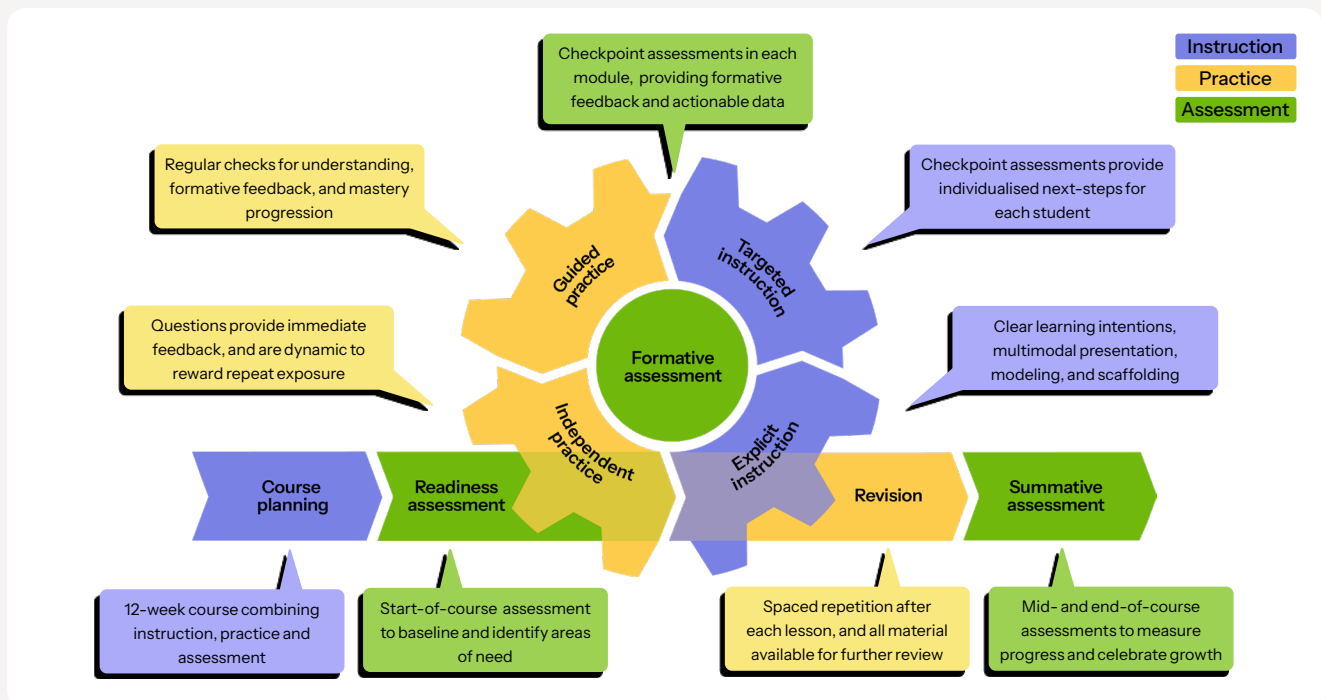 Instruction
Practice
Assessment
Checkpoint assessments in each
module, providing formative
feedback and actionable data
Regular checks for understanding,
formative feedback, and mastery
progression
Checkpoint assessments provide
individualised next-steps for
each student
Guided
practice
Targeted
instruction
Questions provide immediate
feedback, and are dynamic to
reward repeat exposure
Formative
assessment
Clear learning intentions,
multimodal presentation,
modeling, and scaffolding
Independent
practice
Explicit
instruction
Course
planning
Readiness
assessment
Revision
Summative
assessment
12-week course combining
instruction, practice and
assessment
Start-of-course assessment
to baseline and identify areas
of need
Spaced repetition after
each lesson, and all material
available for further review
Mid- and end-of-course
assessments to measure
progress and celebrate growth